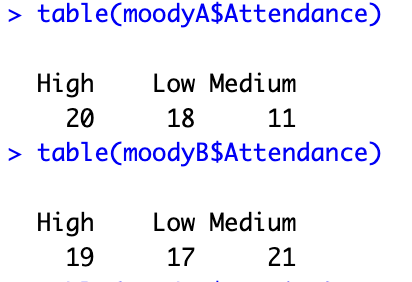 > table(moodyA$Attendance)
High Low Medium
20 18 11
> table(moodyB$Attendance)
High Low Medium
19 17 21